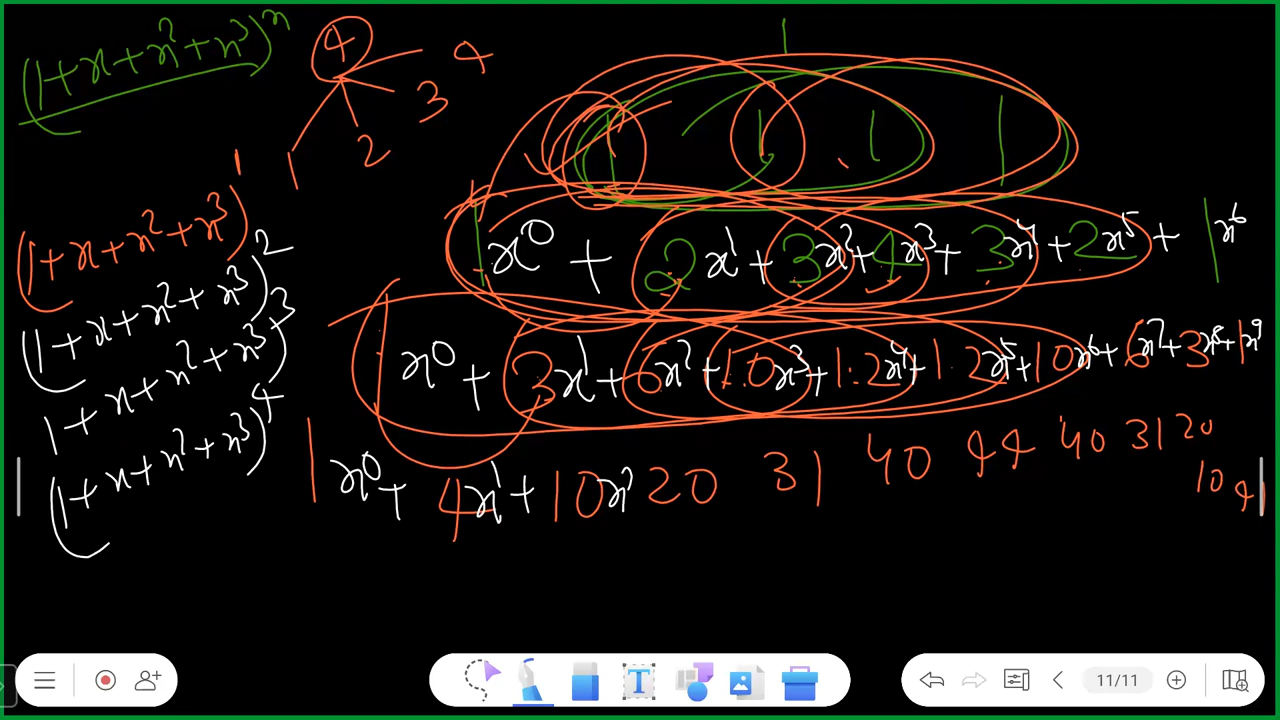 (1+x+x²+x³)ⁿ
4
4
3
2
1
1
1 1 1 1
(1+x+x²+x³)¹
1x⁰ + 2x¹ + 3x² + 4x³ + 3x⁴ + 2x⁵ + 1x⁶
(1+x+x²+x³)²
1x⁰ + 3x¹ + 6x² + 10x³ + 12x⁴ + 12x⁵ + 10x⁶ + 6x⁷ + 3x⁸ + 1x⁹
1+x+x²+x³)³
(1+x+x²+x³)⁴
1x⁰ + 4x¹ + 10x² 20 31 40 44 40 31 20
10 4 1
T
11/11